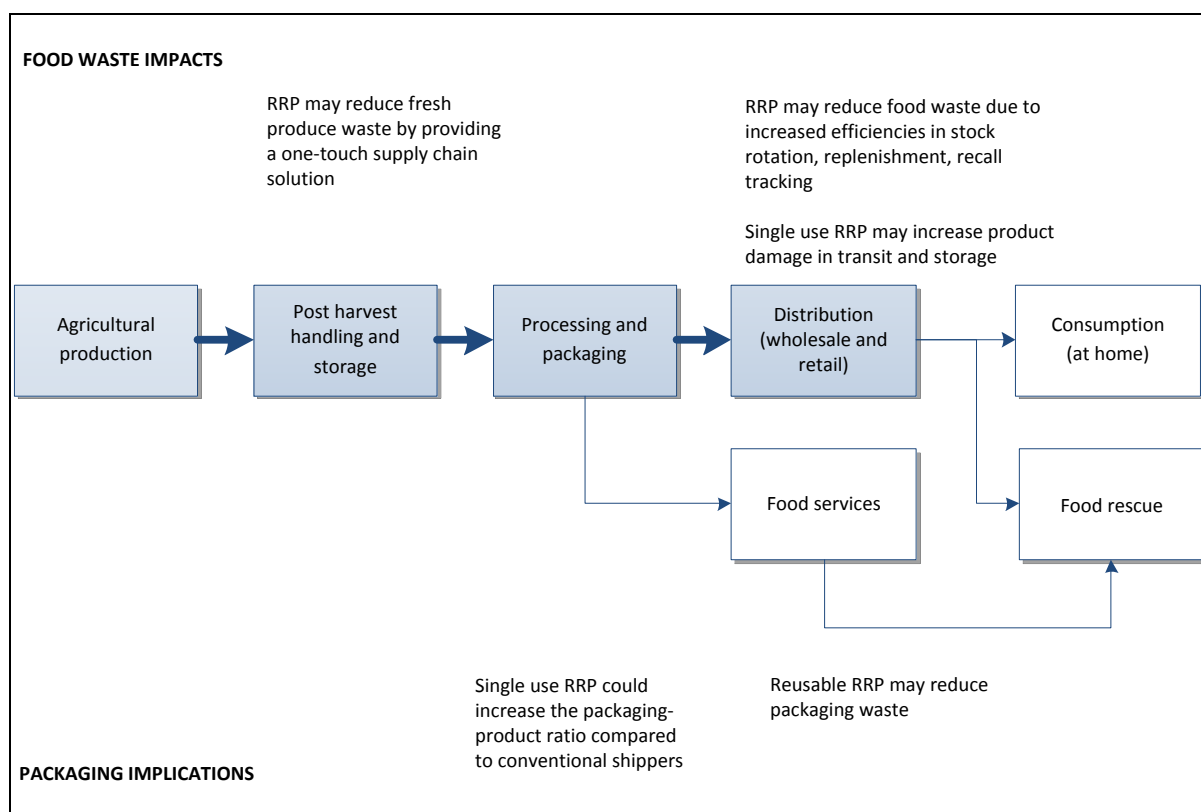 FOOD WASTE IMPACTS
RRP may reduce fresh
produce waste by providing
a one-touch supply chain
solution
RRP may reduce food waste due to
increased efficiencies in stock
rotation, replenishment, recall
tracking
Single use RRP may increase product
damage in transit and storage
Agricultural
production
Post harvest
handling and
storage
Processing and
packaging
Distribution
(wholesale and
retail)
Consumption
(at home)
Food services
Food rescue
Single use RRP could
increase the packaging-
product ratio compared
to conventional shippers
Reusable RRP may reduce
packaging waste
PACKAGING IMPLICATIONS